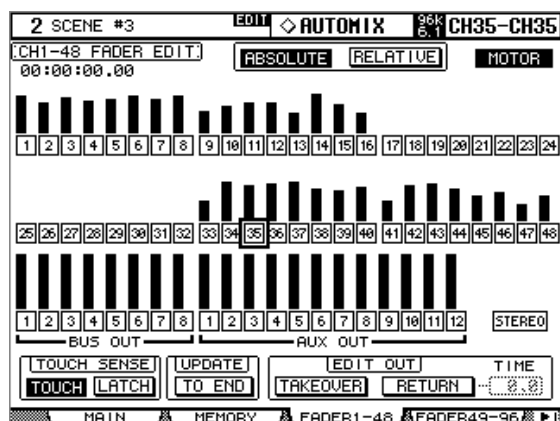 2 SCENE #3 EDIT ◇AUTOMIX 96k 6.1 CH35-CH35
CH1-48 FADER EDIT ABSOLUTE RELATIVE MOTOR
00:00:00.00
1 2 3 4 5 6 7 8 9 10 11 12 13 14 15 16 17 18 19 20 21 22 23 24
25 26 27 28 29 30 31 32 33 34 35 36 37 38 39 40 41 42 43 44 45 46 47 48
1 2 3 4 5 6 7 8 1 2 3 4 5 6 7 8 9 10 11 12 STEREO
BUS OUT AUX OUT
TOUCH SENSE UPDATE EDIT OUT TIME
TOUCH LATCH TO END TAKEOVER RETURN 0.0
MAIN MEMORY FADER1-48 FADER49-96